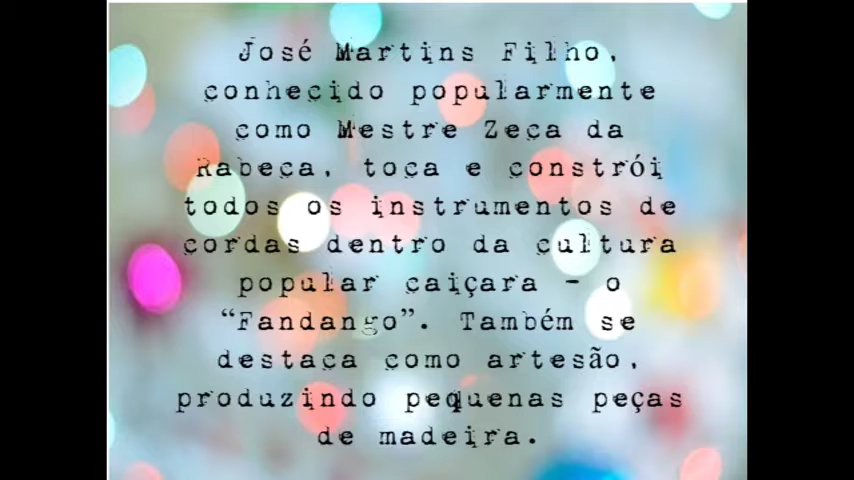 José Martins Filho,
conhecido popularmente
como Mestre Zeca da
Rabeca, toca e constrói
todos os instrumentos de
cordas dentro da cultura
popular caiçara - o
“Fandango”. Também se
destaca como artesão,
produzindo pequenas peças
de madeira.